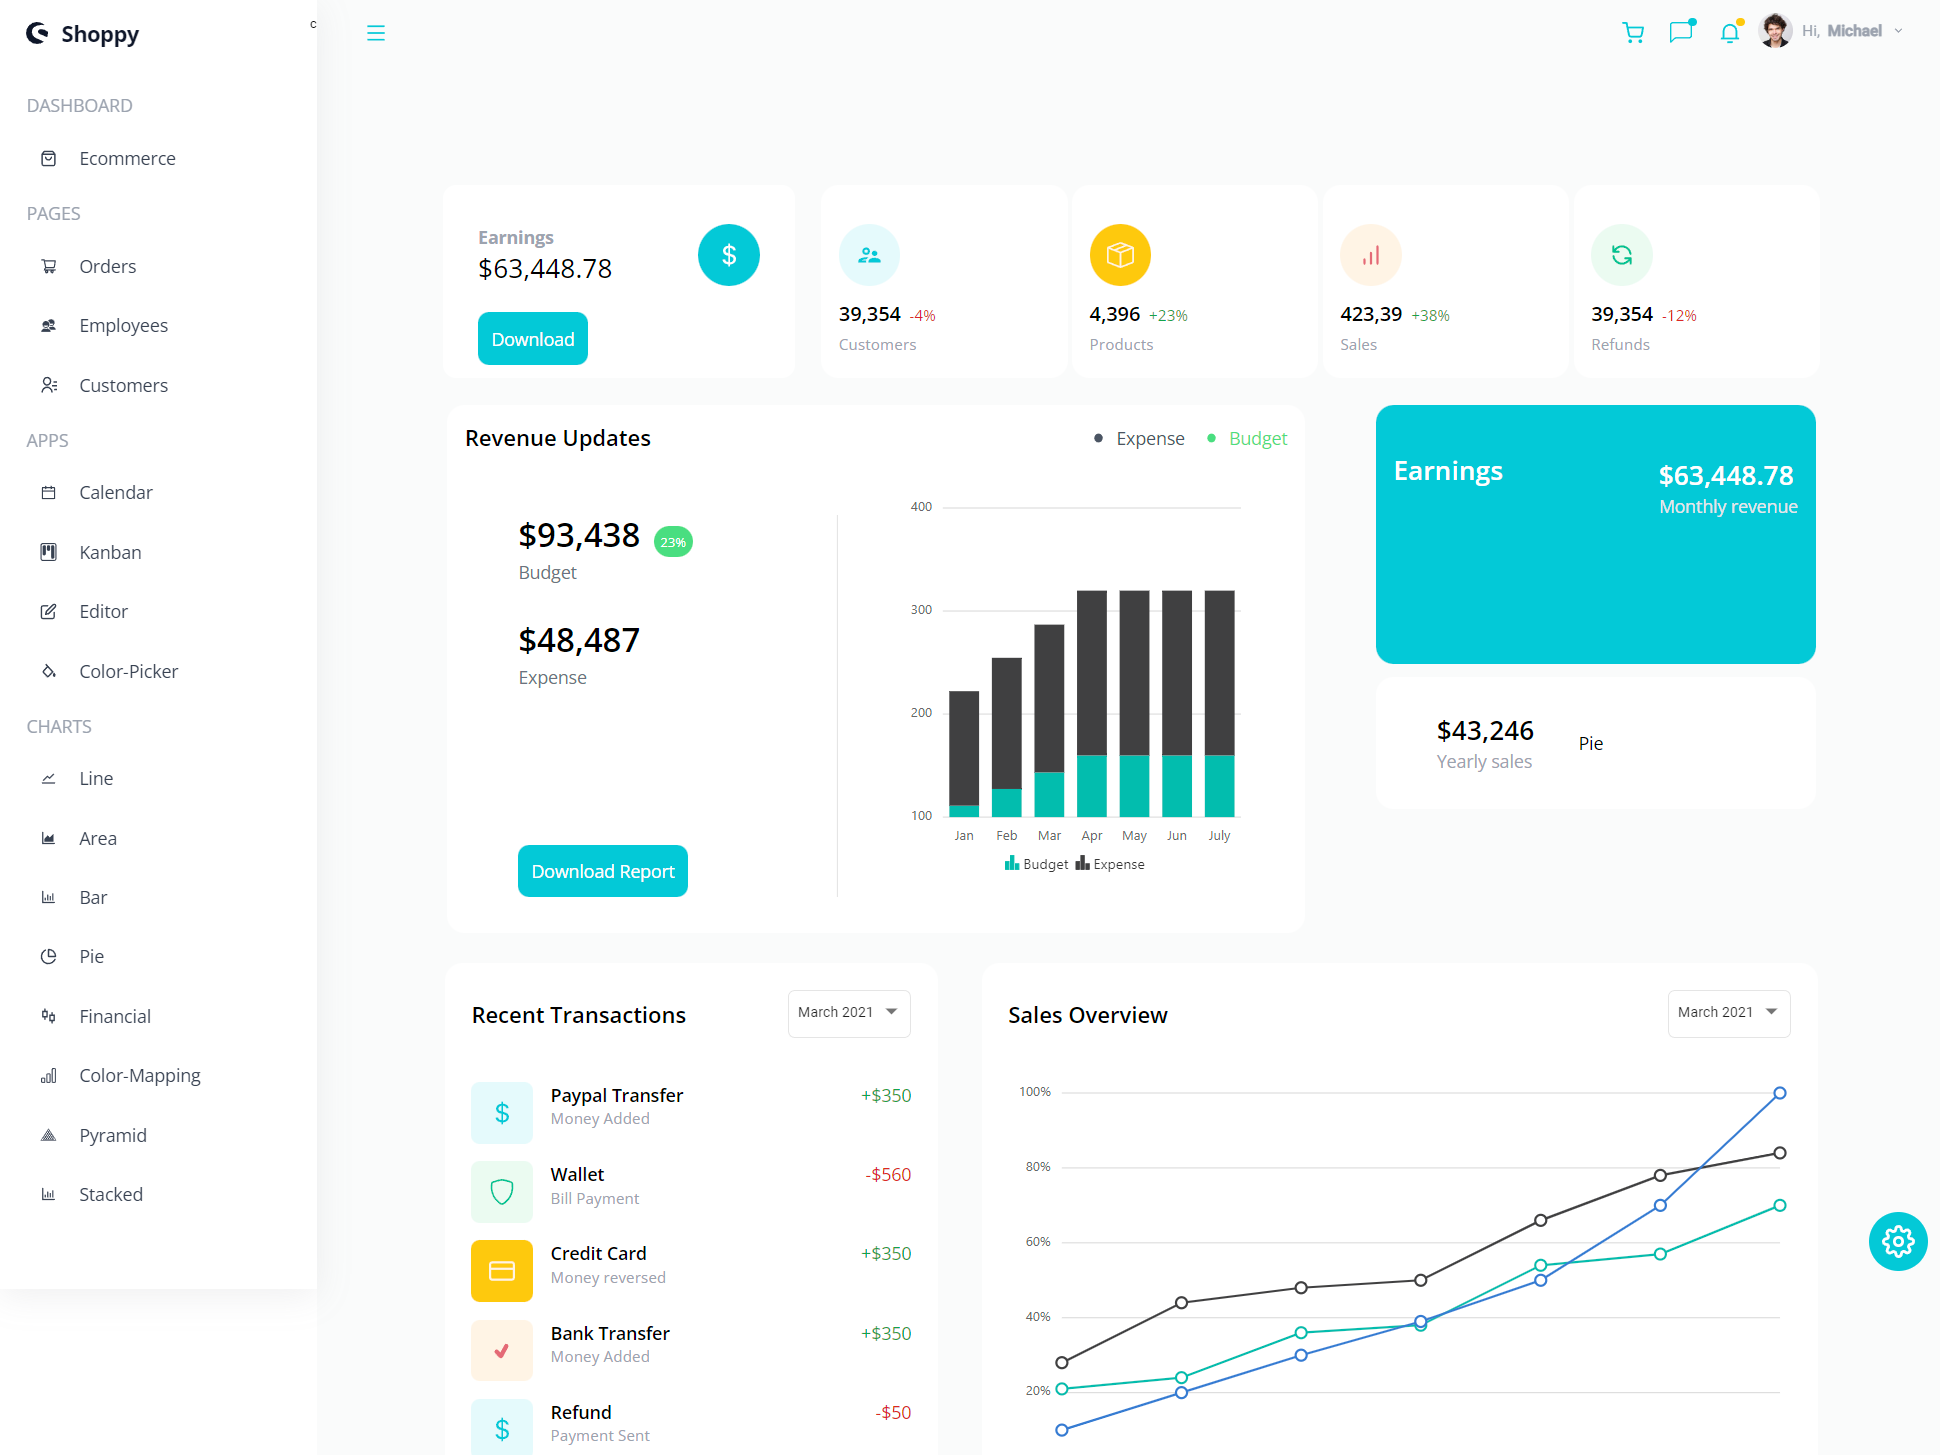 Shoppy
c
Hi, Michael
DASHBOARD
Ecommerce
PAGES
Orders
Employees
Customers
APPS
Calendar
Kanban
Editor
Color-Picker
CHARTS
Line
Area
Bar
Pie
Financial
Color-Mapping
Pyramid
Stacked
Earnings
$63,448.78
$
Download
39,354 -4%
Customers
4,396 +23%
Products
423,39 +38%
Sales
39,354 -12%
Refunds
Revenue Updates
Expense
Budget
$93,438 23%
Budget
$48,487
Expense
Download Report
400
300
200
100
Jan Feb Mar Apr May Jun July
Budget Expense
Earnings
$63,448.78
Monthly revenue
$43,246
Yearly sales
Pie
Recent Transactions
March 2021
$
Paypal Transfer
Money Added
+$350
Wallet
Bill Payment
-$560
Credit Card
Money reversed
+$350
Bank Transfer
Money Added
+$350
$
Refund
Payment Sent
-$50
Sales Overview
March 2021
100%
80%
60%
40%
20%